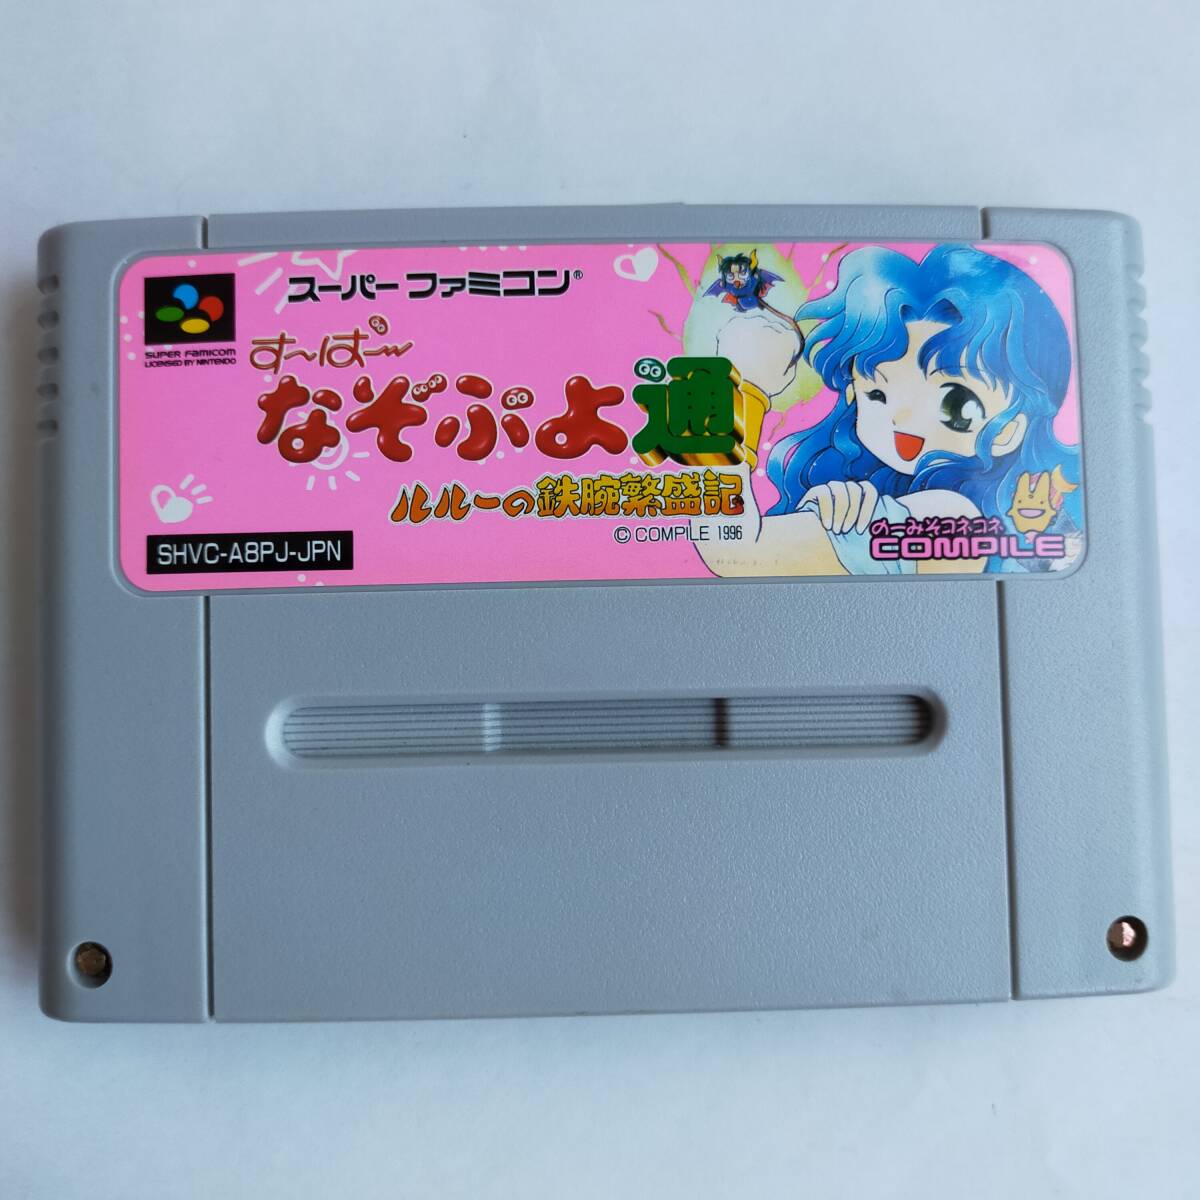 スーパーファミコン®
SUPER FAMICOM
LICENSED BY NINTENDO
す〜ぱ〜
なぞぷよ通
ルルーの鉄腕繁盛記
© COMPILE 1996
SHVC-A8PJ-JPN
のーみそコネコネ
COMPILE